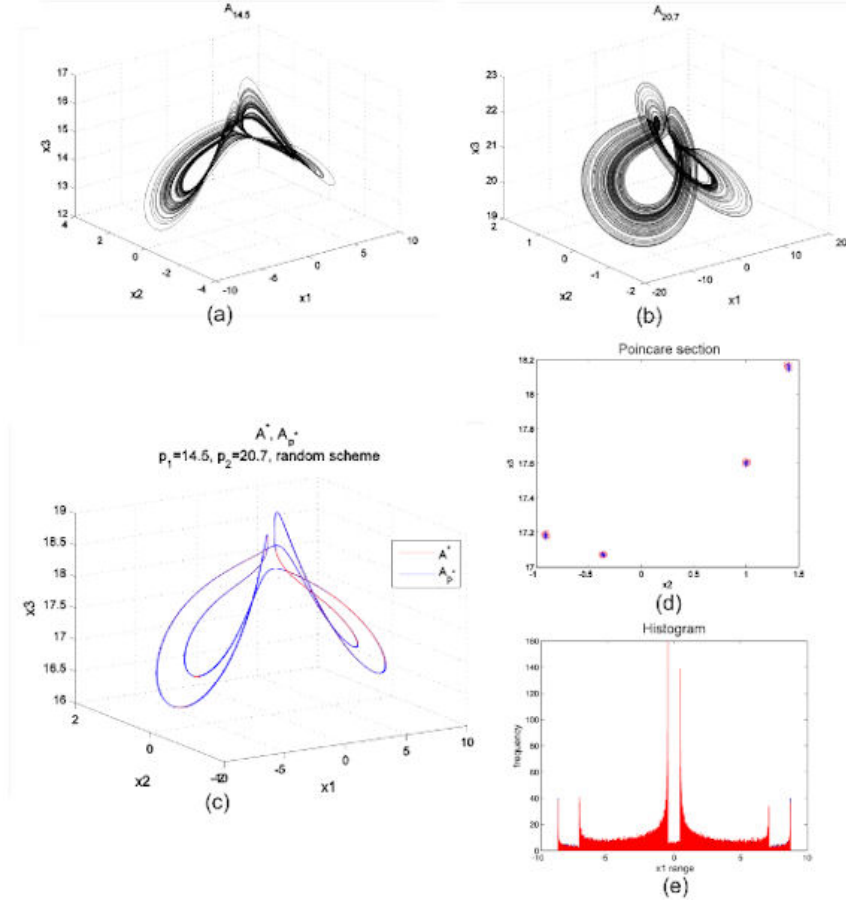 A14.5
17
16
15
14
13
12
x3
4
2
0
-2
-4
x2
-10
-5
0
5
10
x1
(a)
A20.7
23
22
21
20
19
x3
2
1
0
-1
-2
x2
-20
-10
0
10
20
x1
(b)
A*, Ap*
p1=14.5, p2=20.7, random scheme
19
18.5
18
17.5
17
16.5
16
x3
2
0
x2
-5
0
5
10
x1
A*
Ap*
(c)
Poincare section
18.2
18
17.8
17.6
17.4
17.2
17
x3
-1
-0.5
0
0.5
1
1.5
x2
(d)
Histogram
160
140
120
100
80
60
40
20
0
frequency
-10
-5
0
5
10
x1 range
(e)